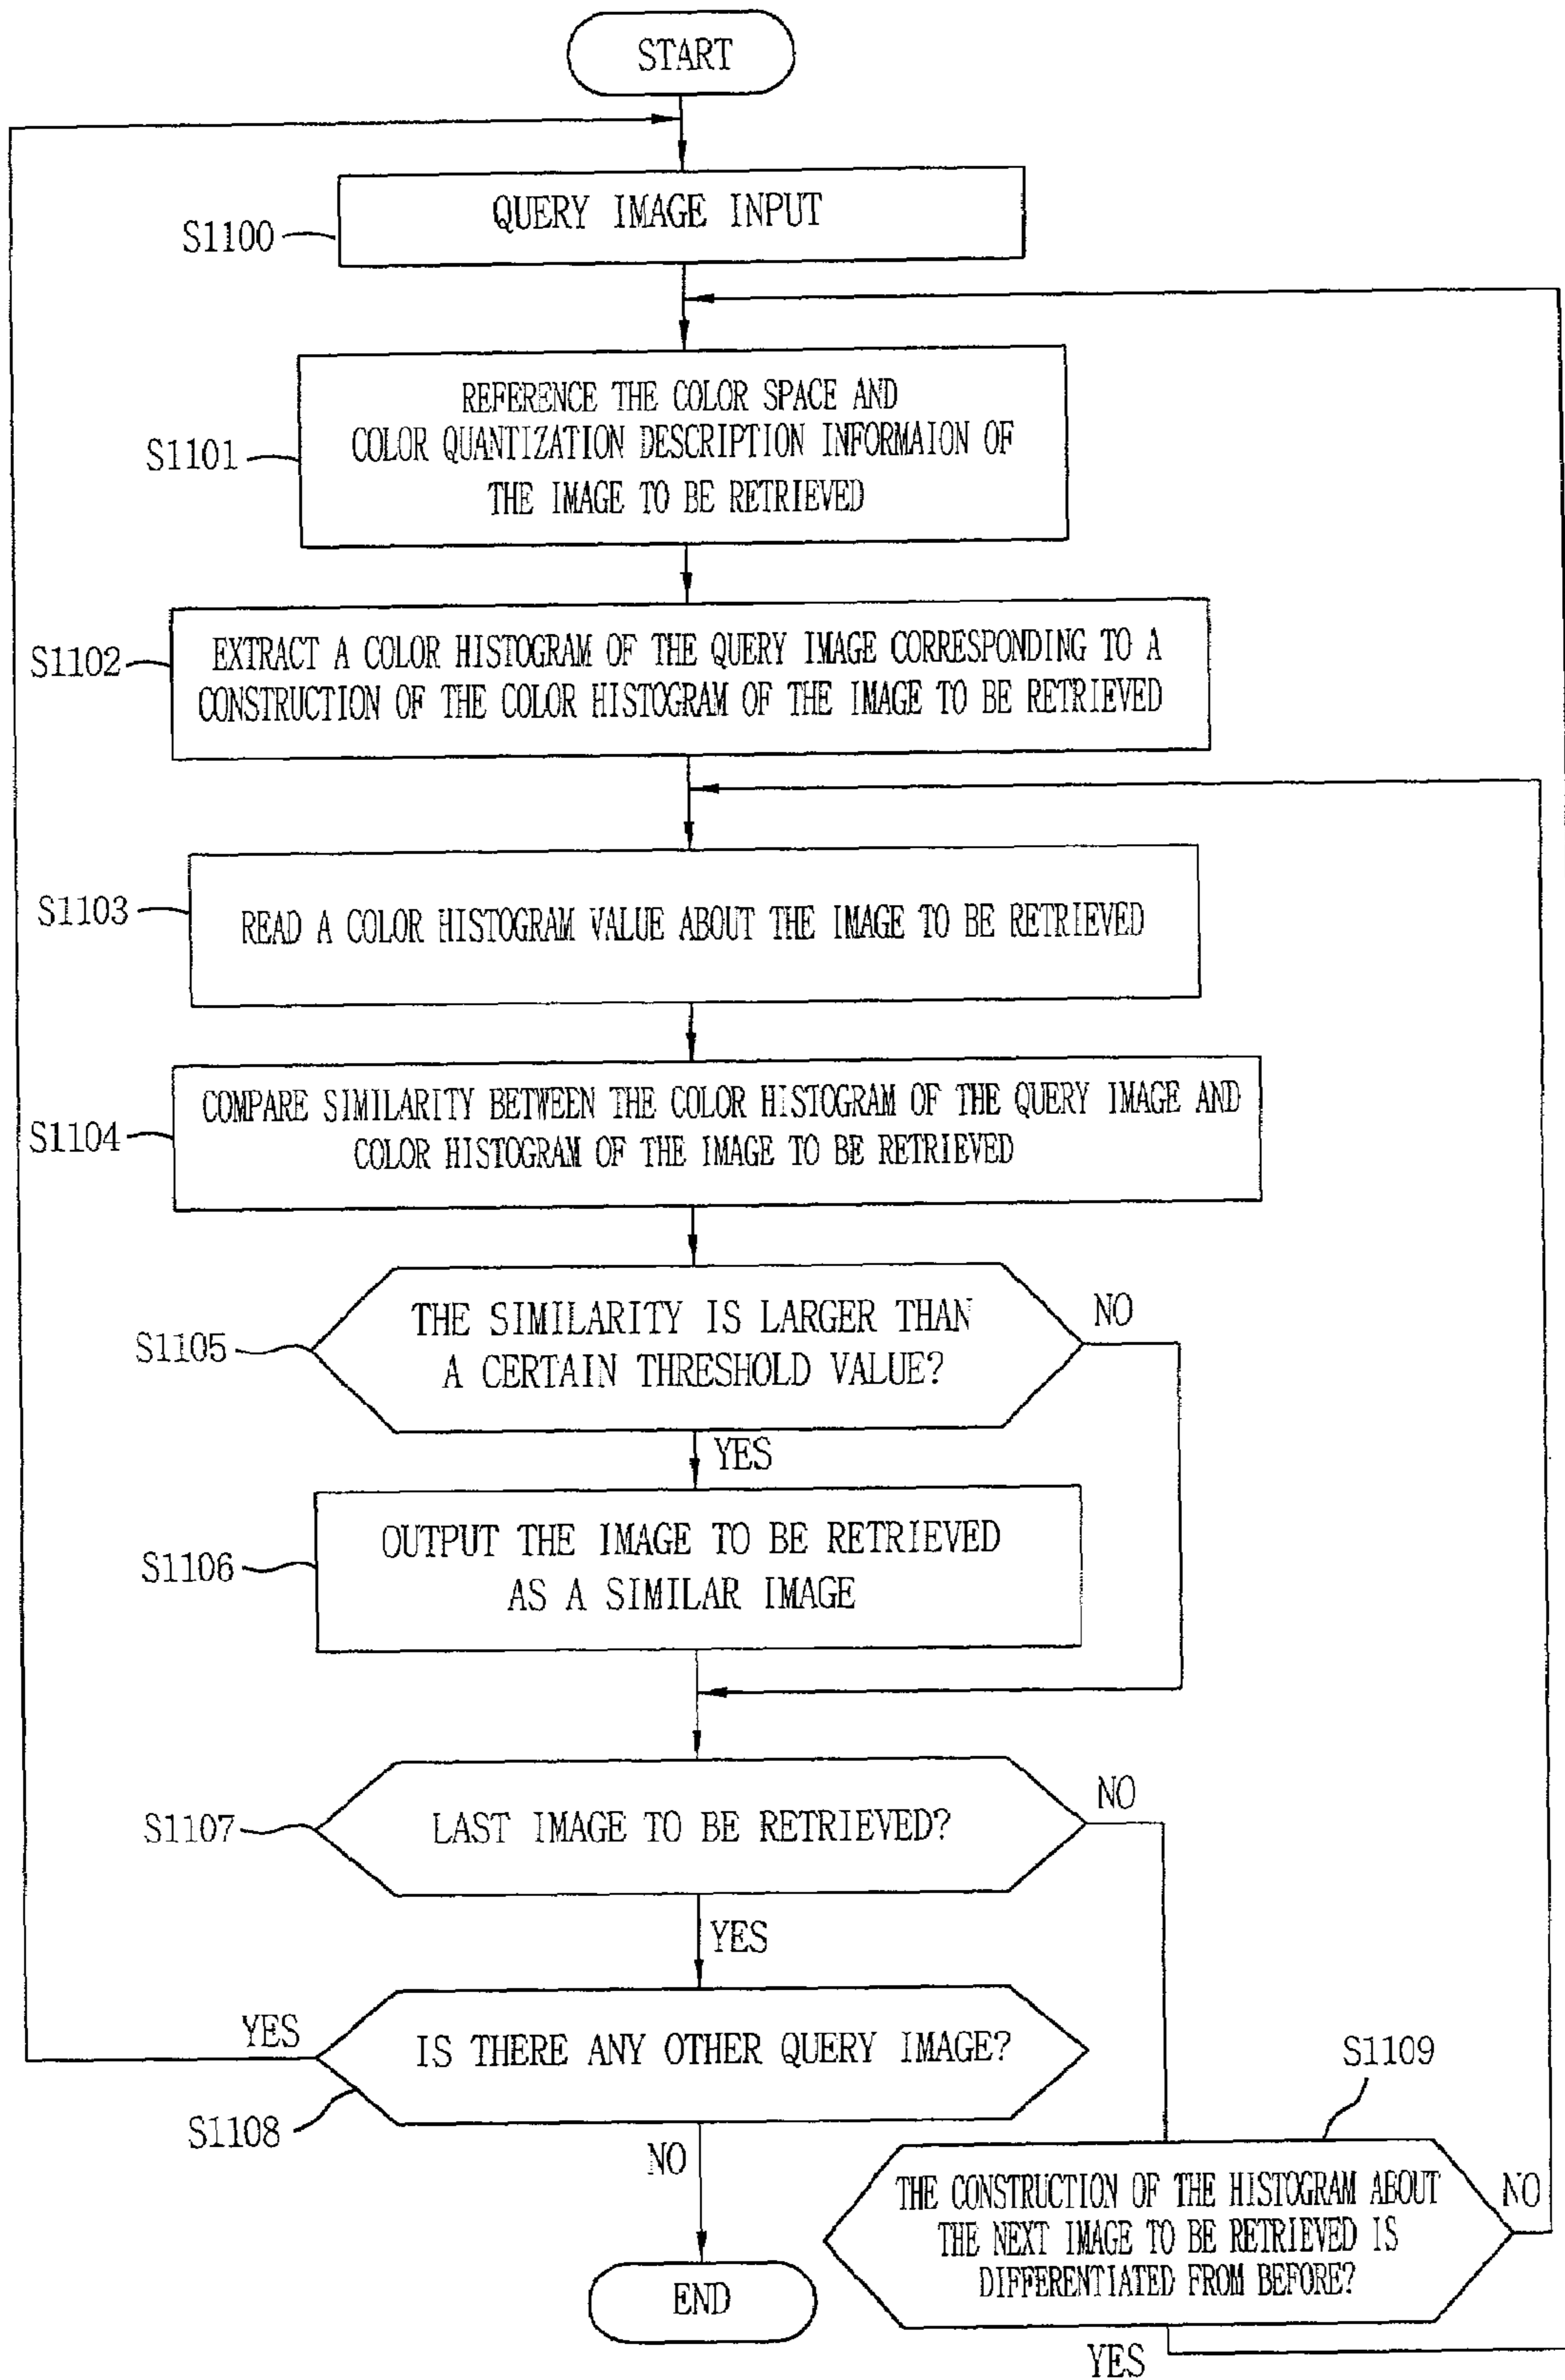 START
S1100
QUERY IMAGE INPUT
S1101
REFERENCE THE COLOR SPACE AND
COLOR QUANTIZATION DESCRIPTION INFORMAION OF
THE IMAGE TO BE RETRIEVED
S1102
EXTRACT A COLOR HISTOGRAM OF THE QUERY IMAGE CORRESPONDING TO A
CONSTRUCTION OF THE COLOR HISTOGRAM OF THE IMAGE TO BE RETRIEVED
S1103
READ A COLOR HISTOGRAM VALUE ABOUT THE IMAGE TO BE RETRIEVED
S1104
COMPARE SIMILARITY BETWEEN THE COLOR HISTOGRAM OF THE QUERY IMAGE AND
COLOR HISTOGRAM OF THE IMAGE TO BE RETRIEVED
S1105
THE SIMILARITY IS LARGER THAN
A CERTAIN THRESHOLD VALUE?
NO
YES
S1106
OUTPUT THE IMAGE TO BE RETRIEVED
AS A SIMILAR IMAGE
S1107
LAST IMAGE TO BE RETRIEVED?
NO
YES
YES
IS THERE ANY OTHER QUERY IMAGE?
S1108
NO
END
S1109
THE CONSTRUCTION OF THE HISTOGRAM ABOUT
THE NEXT IMAGE TO BE RETRIEVED IS
DIFFERENTIATED FROM BEFORE?
NO
YES